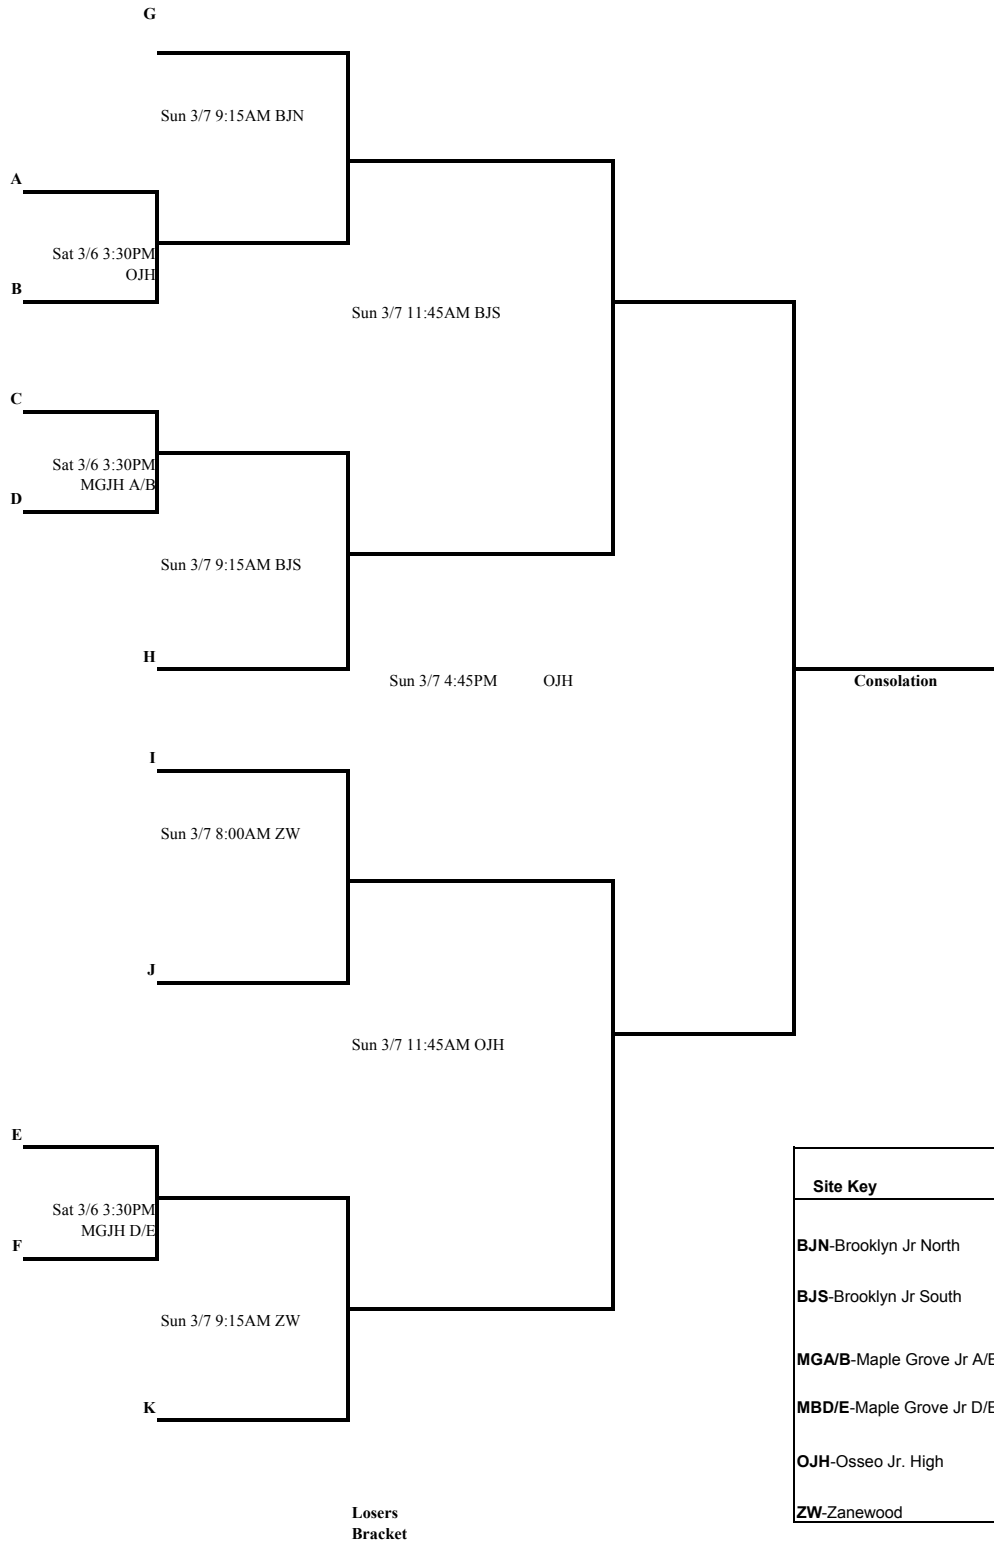 G
Sun 3/7 9:15AM BJN
A
Sat 3/6 3:30PM
OJH
B
Sun 3/7 11:45AM BJS
C
Sat 3/6 3:30PM
MGJH A/B
D
Sun 3/7 9:15AM BJS
H
Sun 3/7 4:45PM OJH
Consolation
I
Sun 3/7 8:00AM ZW
J
Sun 3/7 11:45AM OJH
E
Sat 3/6 3:30PM
MGJH D/E
F
Sun 3/7 9:15AM ZW
K
Site Key
BJN-Brooklyn Jr North
BJS-Brooklyn Jr South
MGA/B-Maple Grove Jr A/B
MBD/E-Maple Grove Jr D/E
OJH-Osseo Jr. High
ZW-Zanewood
Losers
Bracket